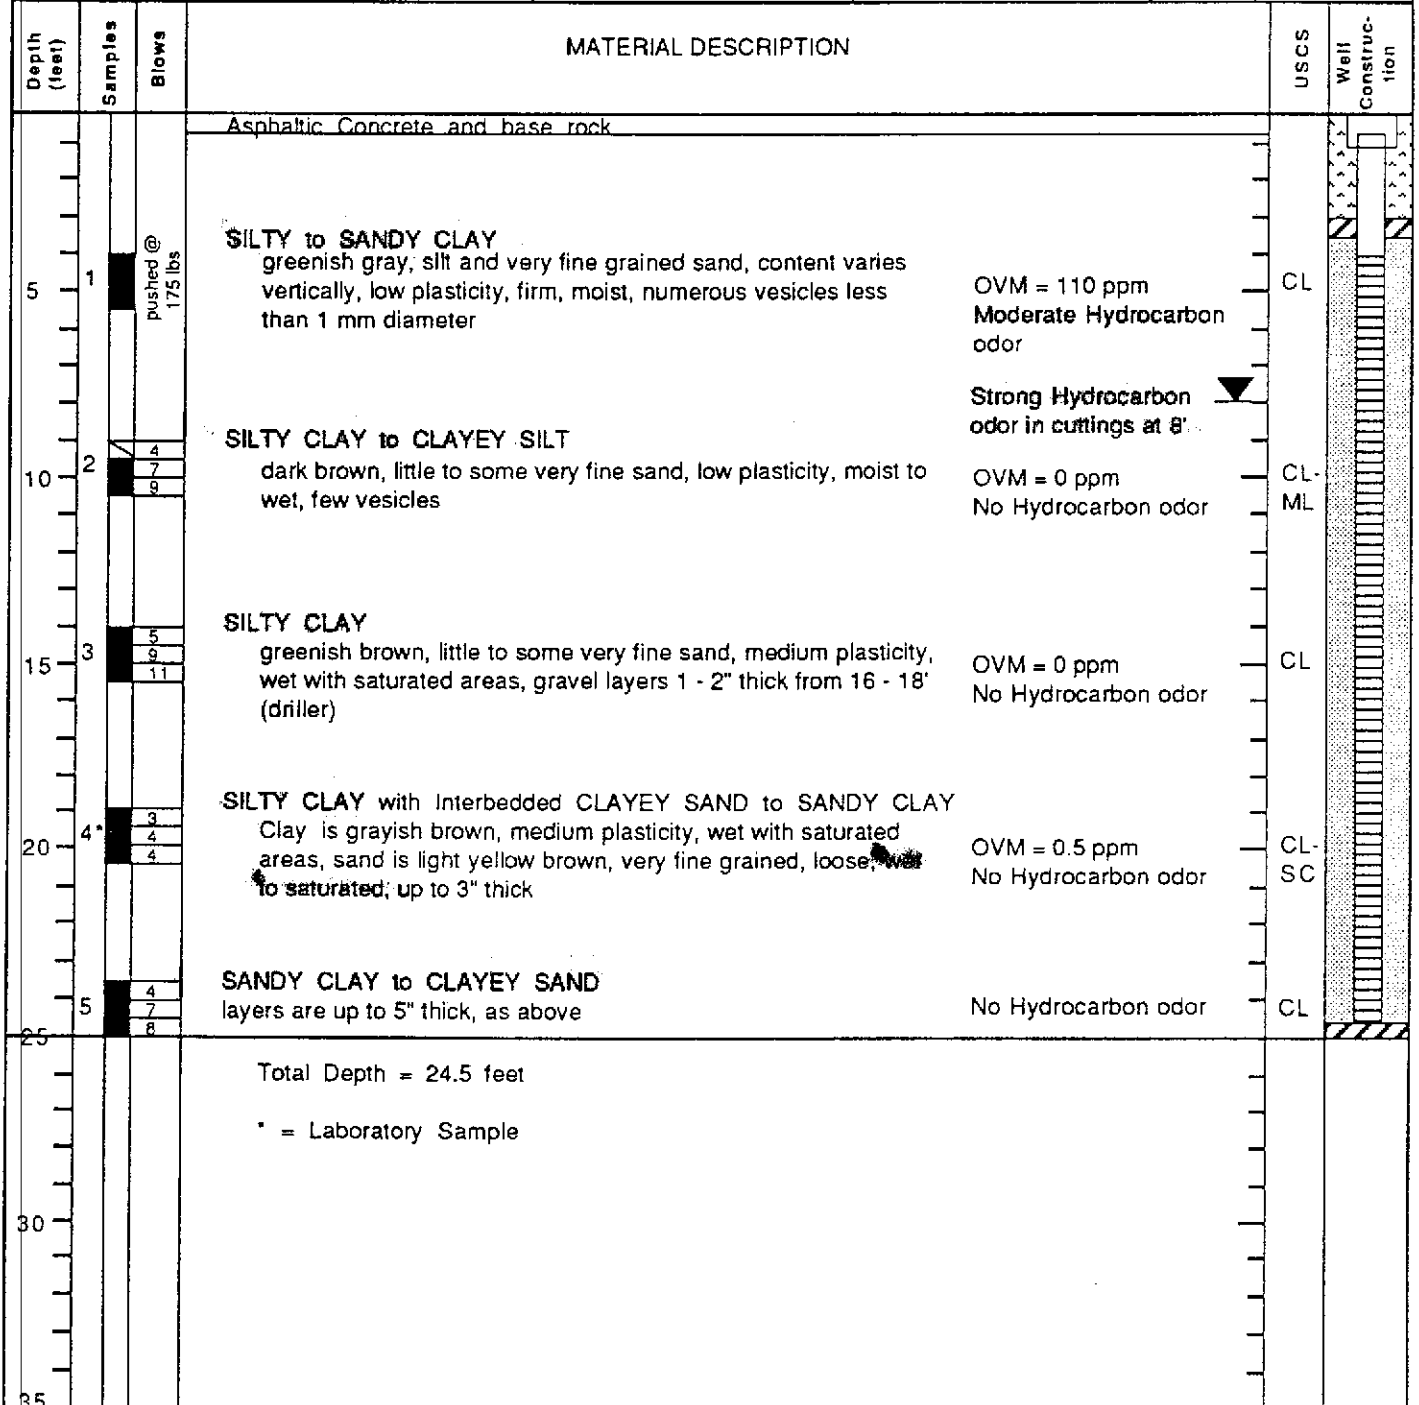 Depth (feet)
Samples
Blows
MATERIAL DESCRIPTION
USCS
Well Construc- tion
Asphaltic Concrete and base rock
SILTY to SANDY CLAY
greenish gray, silt and very fine grained sand, content varies
vertically, low plasticity, firm, moist, numerous vesicles less
than 1 mm diameter
1
pushed @ 175 lbs
5
OVM = 110 ppm
Moderate Hydrocarbon
odor
CL
Strong Hydrocarbon
odor in cuttings at 8'
SILTY CLAY to CLAYEY SILT
dark brown, little to some very fine sand, low plasticity, moist to
wet, few vesicles
2
4
7
9
10
OVM = 0 ppm
No Hydrocarbon odor
CL-
ML
SILTY CLAY
greenish brown, little to some very fine sand, medium plasticity,
wet with saturated areas, gravel layers 1 - 2" thick from 16 - 18'
(driller)
3
5
9
11
15
OVM = 0 ppm
No Hydrocarbon odor
CL
SILTY CLAY with Interbedded CLAYEY SAND to SANDY CLAY
Clay is grayish brown, medium plasticity, wet with saturated
areas, sand is light yellow brown, very fine grained, loose, wet
to saturated, up to 3" thick
4*
3
4
4
20
OVM = 0.5 ppm
No Hydrocarbon odor
CL-
SC
SANDY CLAY to CLAYEY SAND
layers are up to 5" thick, as above
5
4
7
8
25
No Hydrocarbon odor
CL
Total Depth = 24.5 feet
* = Laboratory Sample
30
35